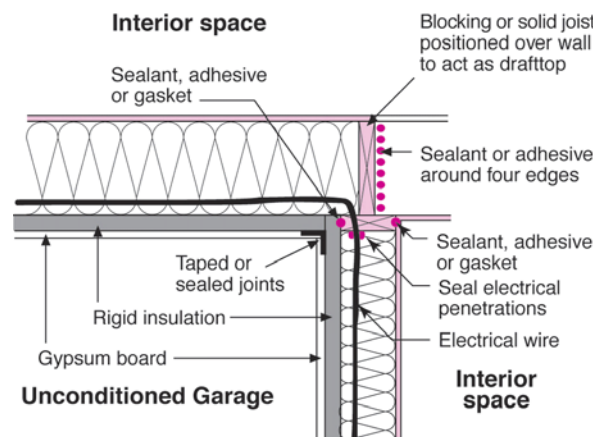 Interior space
Blocking or solid joist
positioned over wall
to act as drafttop
Sealant, adhesive
or gasket
Sealant or adhesive
around four edges
Sealant, adhesive
or gasket
Taped or
sealed joints
Seal electrical
penetrations
Rigid insulation
Electrical wire
Gypsum board
Unconditioned Garage
Interior
space